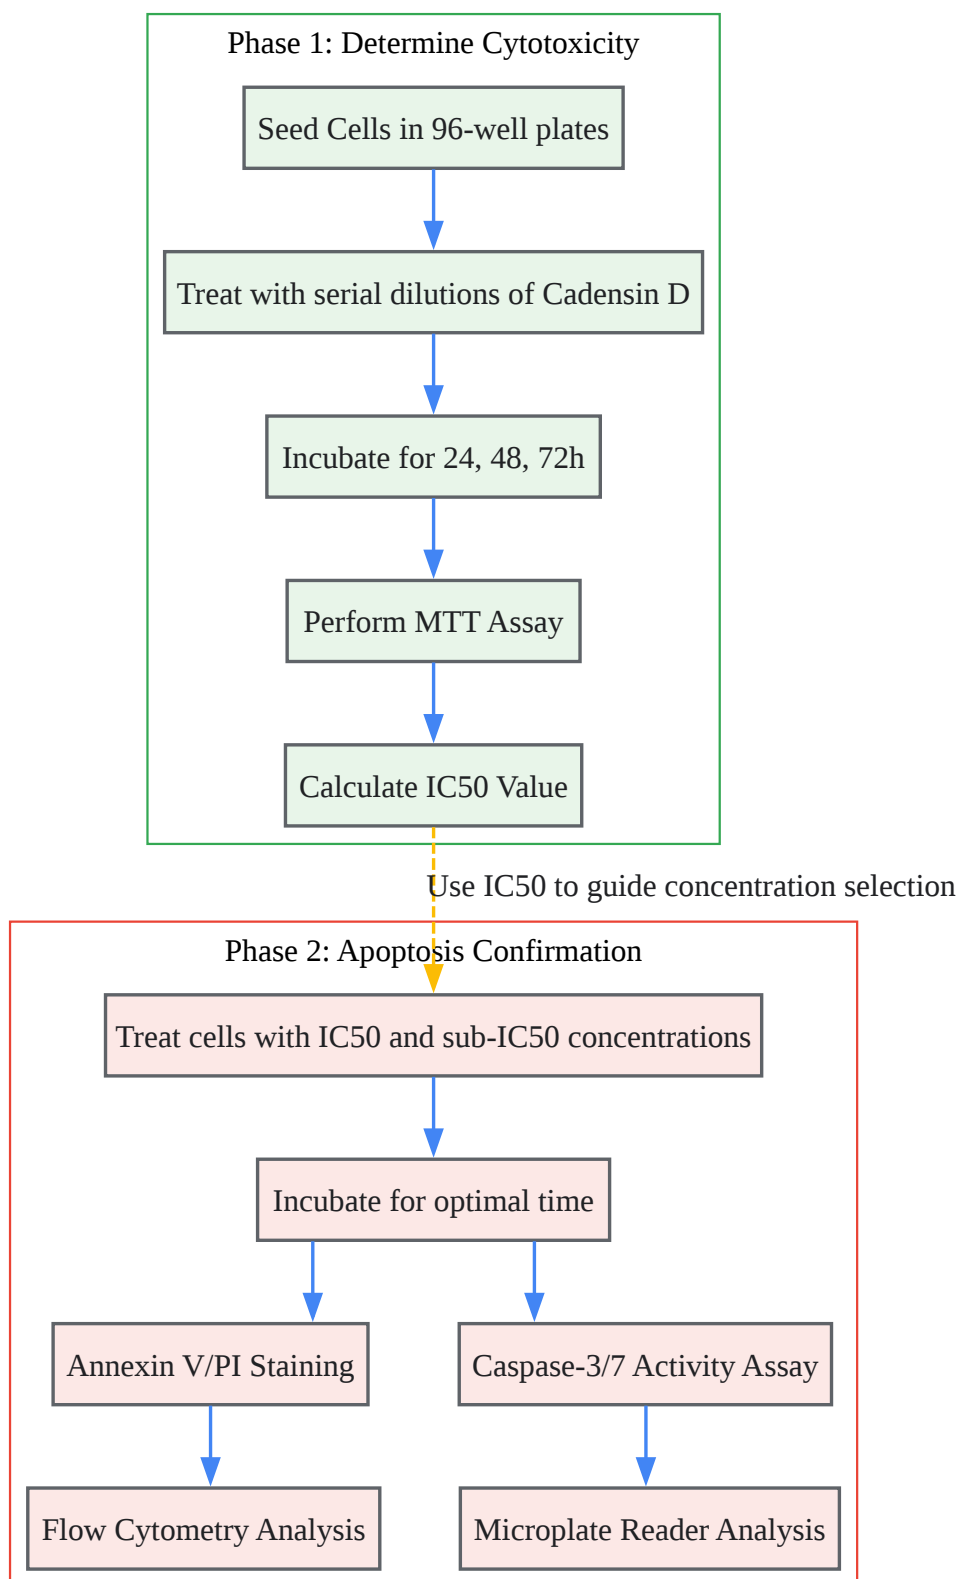 Phase 1: Determine Cytotoxicity
Seed Cells in 96-well plates
Treat with serial dilutions of Cadensin D
Incubate for 24, 48, 72h
Perform MTT Assay
Calculate IC50 Value
Use IC50 to guide concentration selection
Phase 2: Apoptosis Confirmation
Treat cells with IC50 and sub-IC50 concentrations
Incubate for optimal time
Annexin V/PI Staining
Caspase-3/7 Activity Assay
Flow Cytometry Analysis
Microplate Reader Analysis